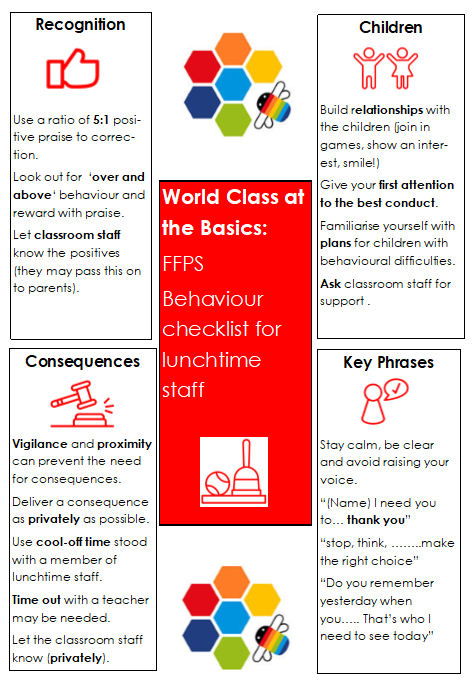 Recognition
Use a ratio of 5:1 posi-
tive praise to correc-
tion.
Look out for  ‘over and
above‘ behaviour and
reward with praise.
Let classroom staff
know the positives
(they may pass this on
to parents).
Consequences
Vigilance and proximity
can prevent the need
for consequences.
Deliver a consequence
as privately as possible.
Use cool-off time stood
with a member of
lunchtime staff.
Time out with a teacher
may be needed.
Let the classroom staff
know (privately).
World Class at
the Basics:
FFPS
Behaviour
checklist for
lunchtime
staff
Children
Build relationships with
the children (join in
games, show an inter-
est, smile!)
Give your first attention
to the best conduct.
Familiarise yourself with
plans for children with
behavioural difficulties.
Ask classroom staff for
support .
Key Phrases
Stay calm, be clear
and avoid raising your
voice.
“(Name) I need you
to… thank you”
“stop, think, ……..make
the right choice”
“Do you remember
yesterday when
you….. That’s who I
need to see today”